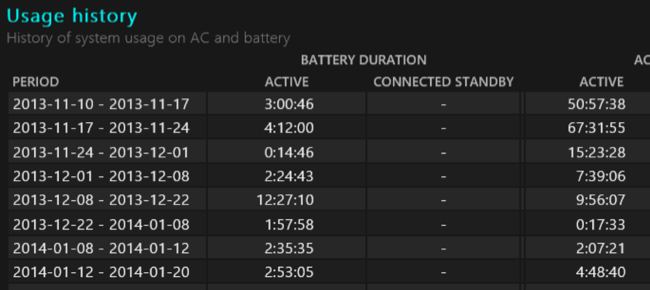 Usage history
History of system usage on AC and battery
BATTERY DURATION AC
PERIOD ACTIVE CONNECTED STANDBY ACTIVE
2013-11-10 - 2013-11-17 3:00:46 - 50:57:38
2013-11-17 - 2013-11-24 4:12:00 - 67:31:55
2013-11-24 - 2013-12-01 0:14:46 - 15:23:28
2013-12-01 - 2013-12-08 2:24:43 - 7:39:06
2013-12-08 - 2013-12-22 12:27:10 - 9:56:07
2013-12-22 - 2014-01-08 1:57:58 - 0:17:33
2014-01-08 - 2014-01-12 2:35:35 - 2:07:21
2014-01-12 - 2014-01-20 2:53:05 - 4:48:40